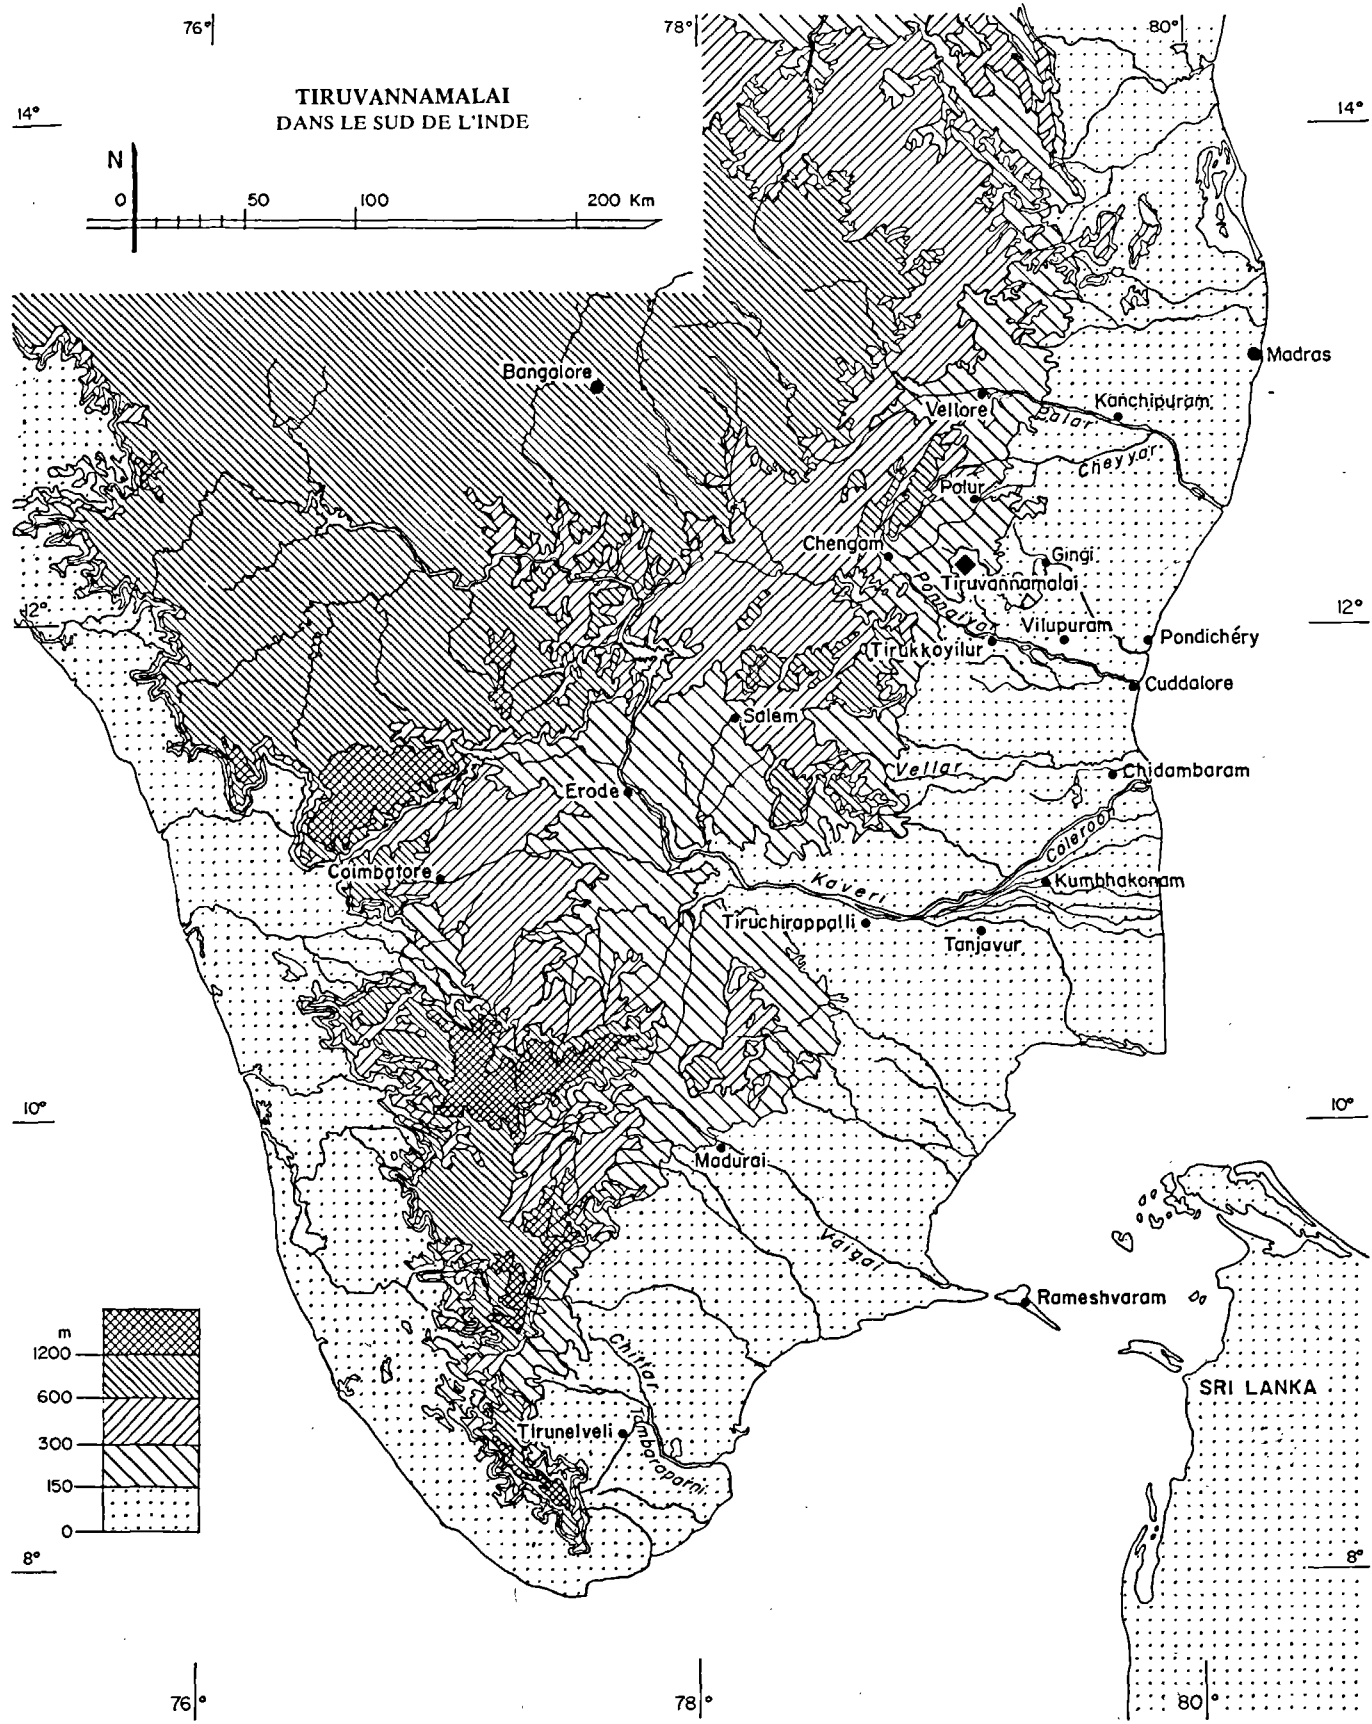 76° 78° 80°
TIRUVANNAMALAI
DANS LE SUD DE L'INDE
14° 14°
N
0 50 100 200 Km
Madras
Bangalore
Vellore
Kanchipuram
Palar
Cheyyar
Polur
Chengam
Gingi
Tiruvannamalai
Ponnaiyar
12° 12°
Vilupuram
Pondichéry
Tirukkoyilur
Cuddalore
Salem
Vellar
Chidambaram
Erode
Coleroon
Coimbatore
Kaveri
Kumbhakonam
Tiruchirappalli
Tanjavur
10° 10°
Madurai
Vaigai
Rameshvaram
m
1200
600
300
150
0
Chittar
SRI LANKA
Tirunelveli
Tambaraparni
8° 8°
76° 78° 80°